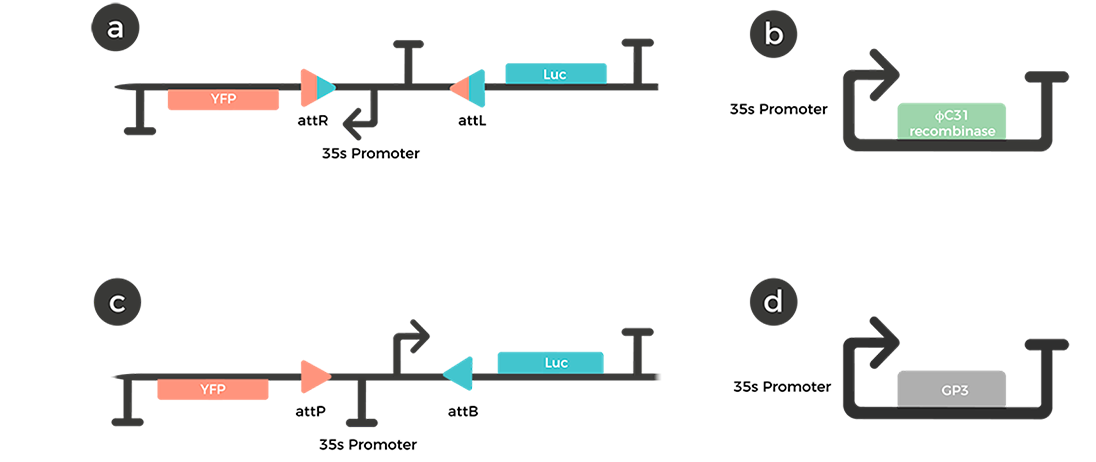 a
YFP
attR
35s Promoter
attL
Luc
b
35s Promoter
ϕC31
recombinase
c
YFP
attP
35s Promoter
attB
Luc
d
35s Promoter
GP3